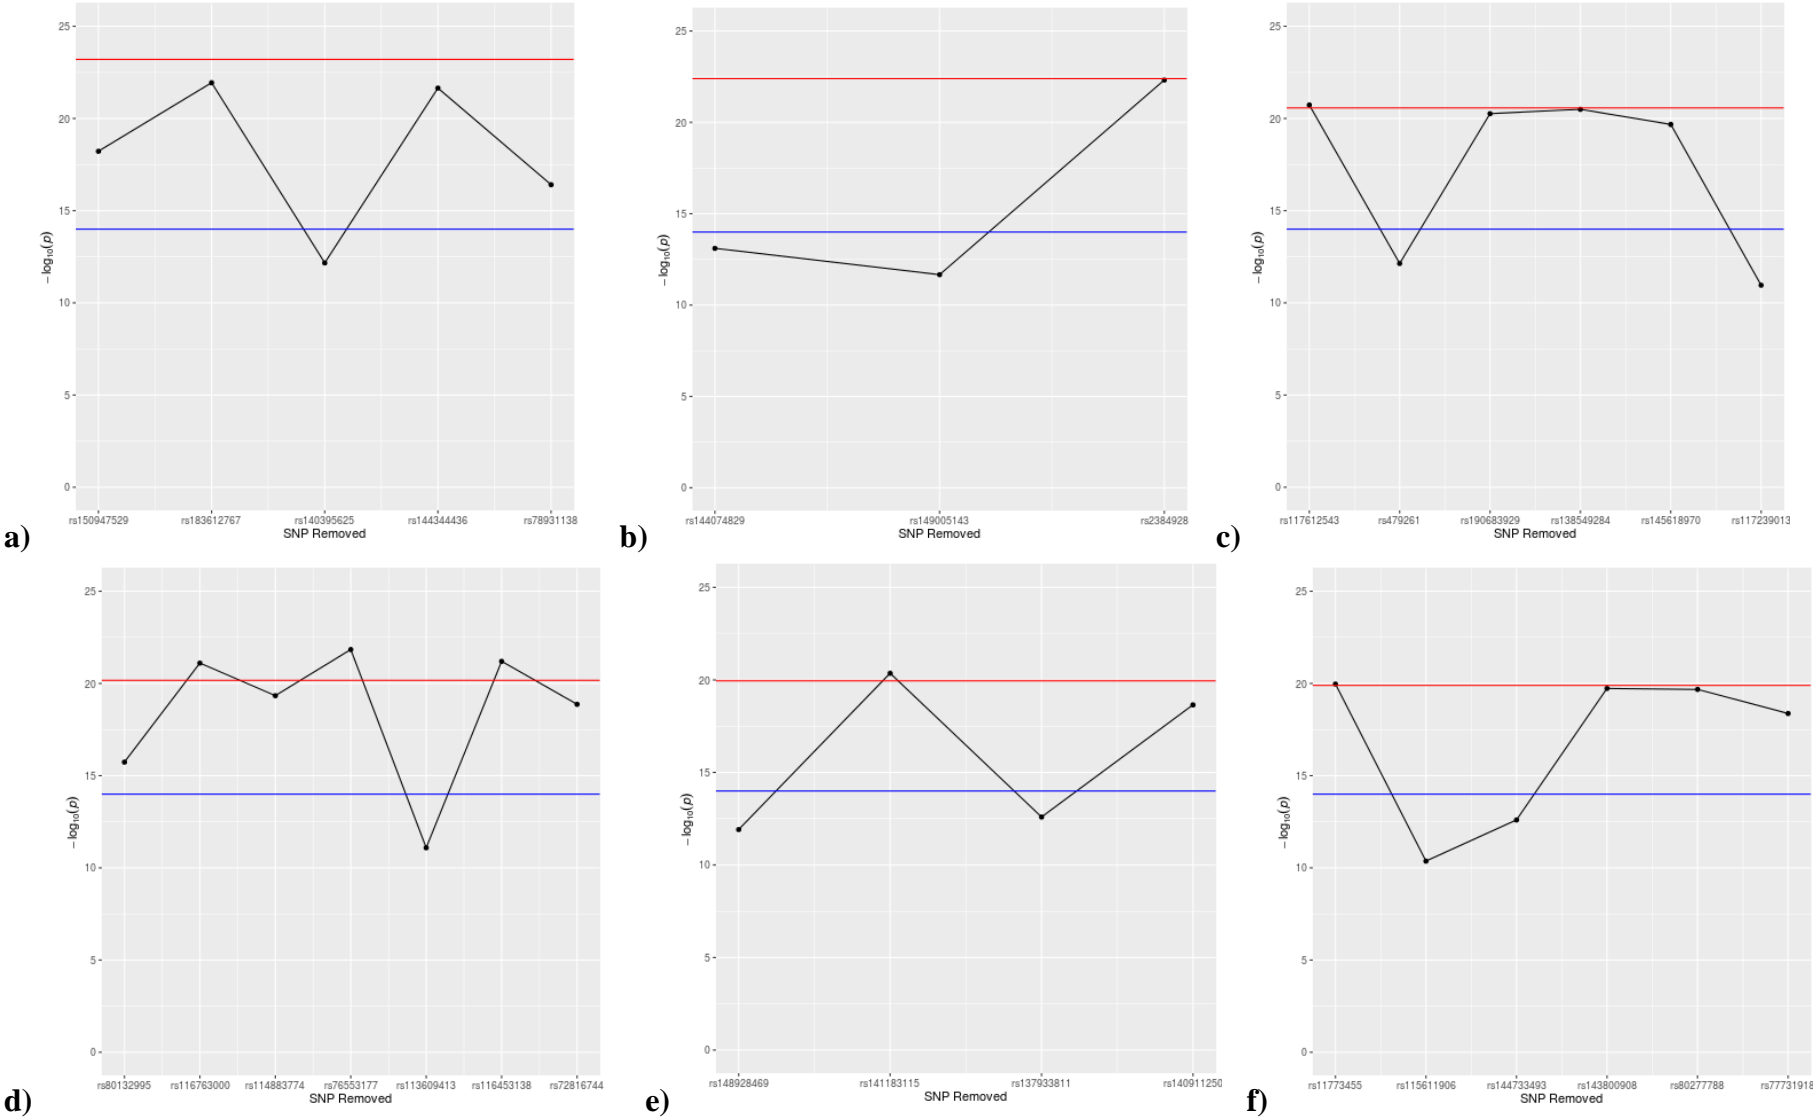 25
20
15
10
5
0
− log10(p)
rs150947529 rs183612767 rs140395625 rs144344436 rs78931138
SNP Removed
a)
25
20
15
10
5
0
− log10(p)
rs144074829 rs149005143 rs2384928
SNP Removed
b)
25
20
15
10
5
0
− log10(p)
rs117612543 rs479261 rs190683929 rs138549284 rs145618970 rs117239013
SNP Removed
c)
25
20
15
10
5
0
− log10(p)
rs80132995 rs116763000 rs114883774 rs76553177 rs113609413 rs116453138 rs72816744
SNP Removed
d)
25
20
15
10
5
0
− log10(p)
rs148928469 rs141183115 rs137933811 rs140911250
SNP Removed
e)
25
20
15
10
5
0
− log10(p)
rs11773455 rs115611906 rs144733493 rs143800908 rs80277788 rs77731918
SNP Removed
f)